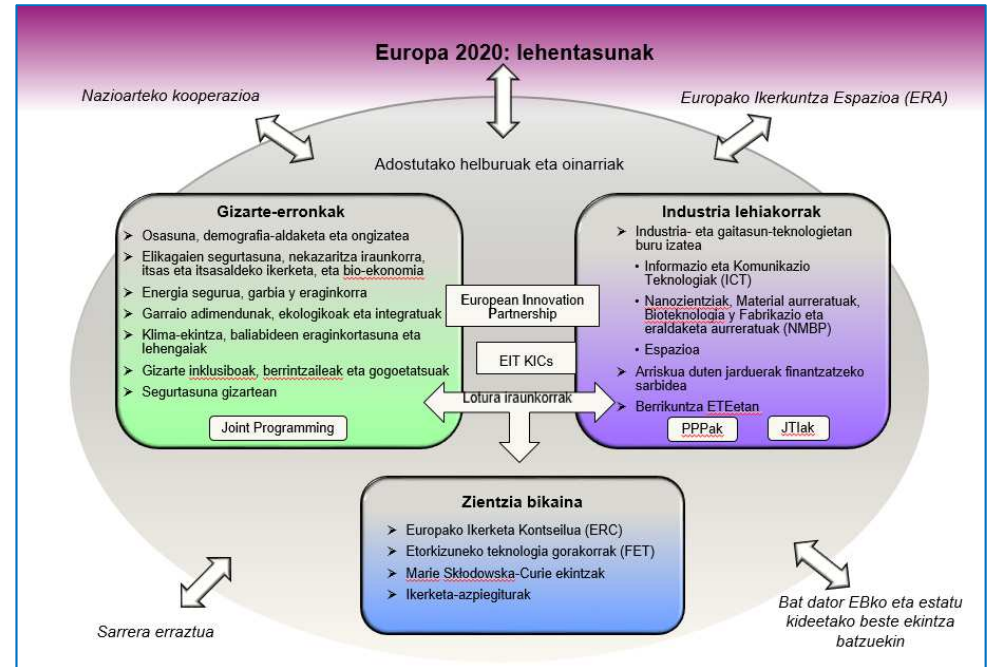 Europa 2020: lehentasunak
Nazioarteko kooperazioa
Europako Ikerkuntza Espazioa (ERA)
Adostutako helburuak eta oinarriak
Gizarte-erronkak
➢ Osasuna, demografia-aldaketa eta ongizatea
➢ Elikagaien segurtasuna, nekazaritza iraunkorra,
itsas eta itsasaldeko ikerketa, eta bio-ekonomia
➢ Energia segurua, garbia y eraginkorra
➢ Garraio adimendunak, ekologikoak eta integratuak
➢ Klima-ekintza, baliabideen eraginkortasuna eta
lehengaiak
➢ Gizarte inklusiboak, berrintzaileak eta gogoetatsuak
➢ Segurtasuna gizartean
Joint Programming
European Innovation
Partnership
EIT KICs
Lotura iraunkorrak
Industria lehiakorrak
➢ Industria- eta gaitasun-teknologietan
buru izatea
• Informazio eta Komunikazio
Teknologiak (ICT)
• Nanozientziak, Material aurreratuak,
Bioteknologia y Fabrikazio eta
eraldaketa aurreratuak (NMBP)
• Espazioa
➢ Arriskua duten jarduerak finantzatzeko
sarbidea
➢ Berrikuntza ETEetan
PPPak
JTIak
Zientzia bikaina
➢ Europako Ikerketa Kontseilua (ERC)
➢ Etorkizuneko teknologia gorakorrak (FET)
➢ Marie Skłodowska-Curie ekintzak
➢ Ikerketa-azpiegiturak
Sarrera erraztua
Bat dator EBko eta estatu
kideetako beste ekintza
batzuekin